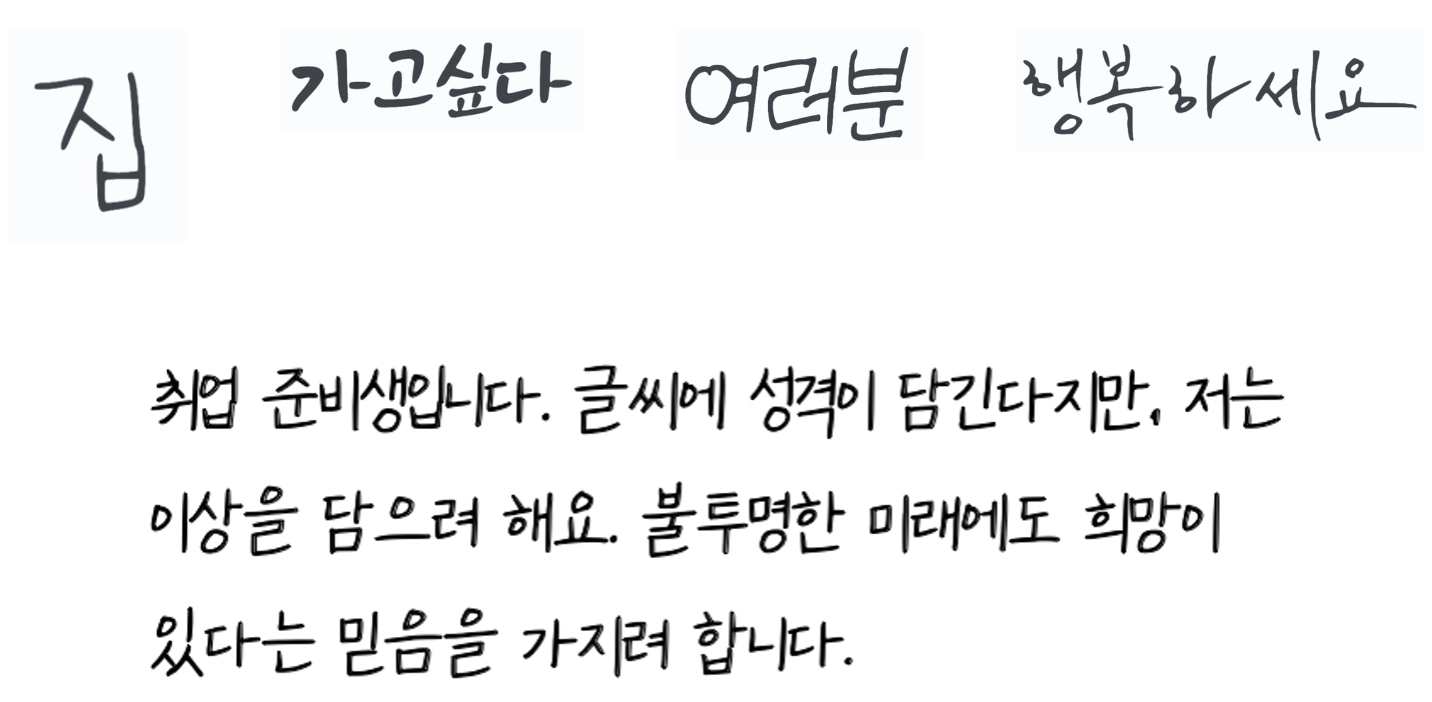 집 가고싶다 여러분 행복하세요
취업 준비생입니다. 글씨에 성격이 담긴다지만, 저는
이상을 담으려 해요. 불투명한 미래에도 희망이
있다는 믿음을 가지려 합니다.